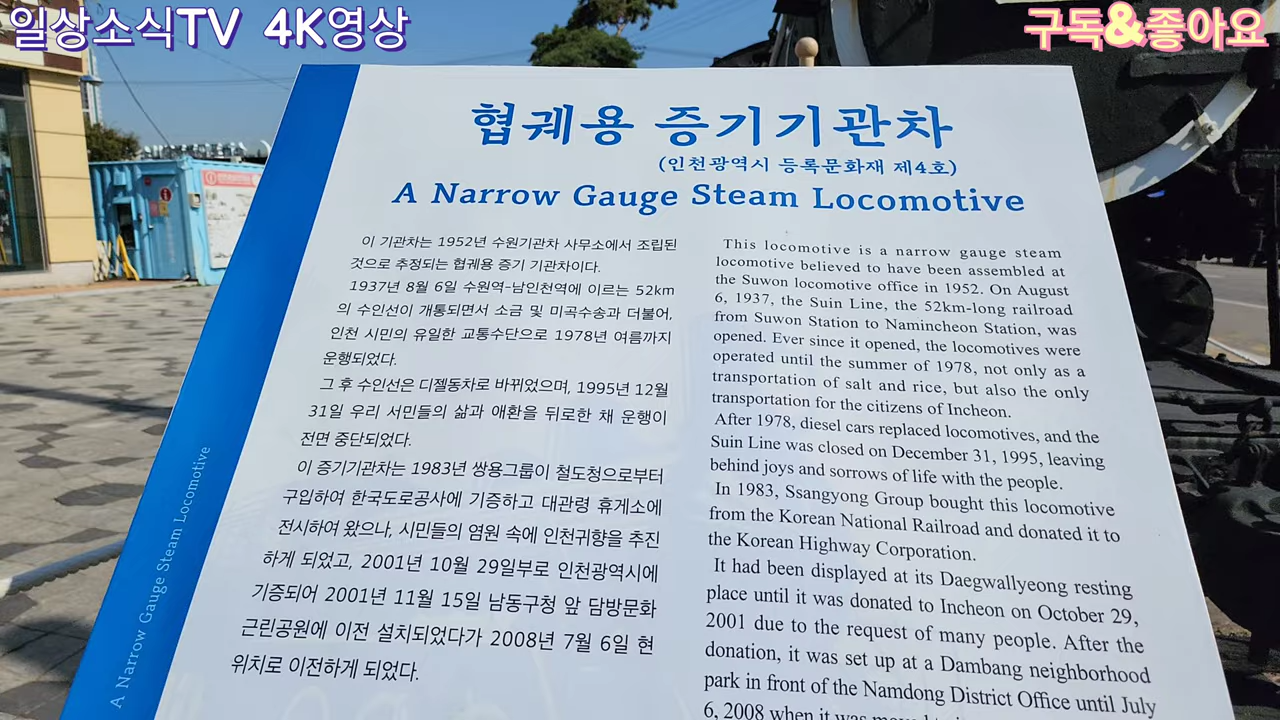 일상소식TV 4K영상
구독&좋아요
협궤용 증기기관차
(인천광역시 등록문화재 제4호)
A Narrow Gauge Steam Locomotive
이 기관차는 1952년 수원기관차 사무소에서 조립된
것으로 추정되는 협궤용 증기 기관차이다.
1937년 8월 6일 수원역-남인천역에 이르는 52km
의 수인선이 개통되면서 소금 및 미곡수송과 더불어,
인천 시민의 유일한 교통수단으로 1978년 여름까지
운행되었다.
그 후 수인선은 디젤동차로 바뀌었으며, 1995년 12월
31일 우리 서민들의 삶과 애환을 뒤로한 채 운행이
전면 중단되었다.
이 증기기관차는 1983년 쌍용그룹이 철도청으로부터
구입하여 한국도로공사에 기증하고 대관령 휴게소에
전시하여 왔으나, 시민들의 염원 속에 인천귀향을 추진
하게 되었고, 2001년 10월 29일부로 인천광역시에
기증되어 2001년 11월 15일 남동구청 앞 담방문화
근린공원에 이전 설치되었다가 2008년 7월 6일 현
위치로 이전하게 되었다.
This locomotive is a narrow gauge steam
locomotive believed to have been assembled at
the Suwon locomotive office in 1952. On August
6, 1937, the Suin Line, the 52km-long railroad
from Suwon Station to Namincheon Station, was
opened. Ever since it opened, the locomotives were
operated until the summer of 1978, not only as a
transportation of salt and rice, but also the only
transportation for the citizens of Incheon.
After 1978, diesel cars replaced locomotives, and the
Suin Line was closed on December 31, 1995, leaving
behind joys and sorrows of life with the people.
In 1983, Ssangyong Group bought this locomotive
from the Korean National Railroad and donated it to
the Korean Highway Corporation.
It had been displayed at its Daegwallyeong resting
place until it was donated to Incheon on October 29,
2001 due to the request of many people. After the
donation, it was set up at a Dambang neighborhood
park in front of the Namdong District Office until July
6, 2008 when it was
A Narrow Gauge Steam Locomotive